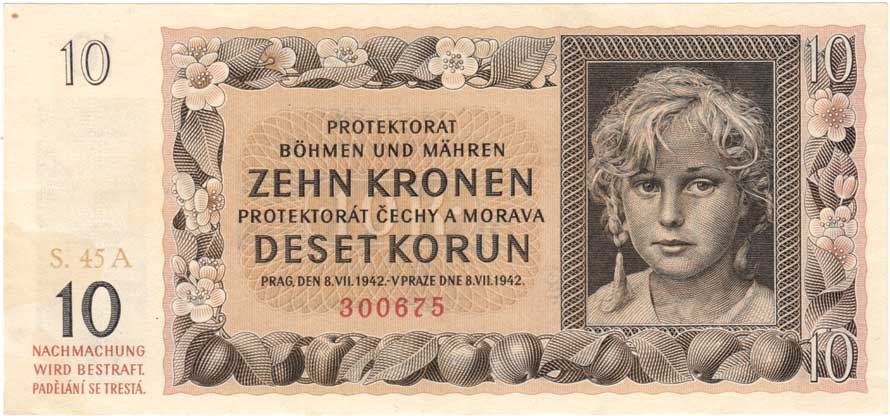 10
10
PROTEKTORAT
BÖHMEN UND MÄHREN
ZEHN KRONEN
PROTEKTORÁT ČECHY A MORAVA
DESET KORUN
PRAG, DEN 8.VII.1942.-V PRAZE DNE 8.VII.1942.
300675
S. 45 A
10
NACHMACHUNG
WIRD BESTRAFT.
PADĚLÁNÍ SE TRESTÁ.
10